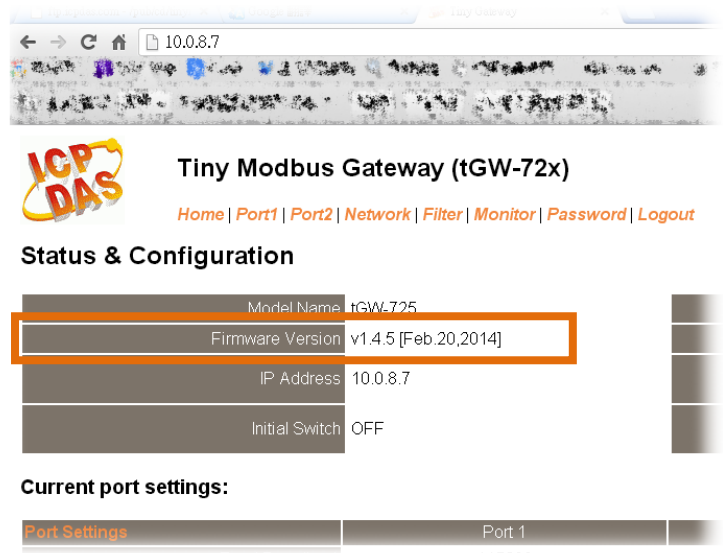 Tiny Gateway
10.0.8.7
ICP DAS
Tiny Modbus Gateway (tGW-72x)
Home | Port1 | Port2 | Network | Filter | Monitor | Password | Logout
Status & Configuration
Model Name tGW-725
Firmware Version v1.4.5 [Feb.20,2014]
IP Address 10.0.8.7
Initial Switch OFF
Current port settings:
Port Settings Port 1